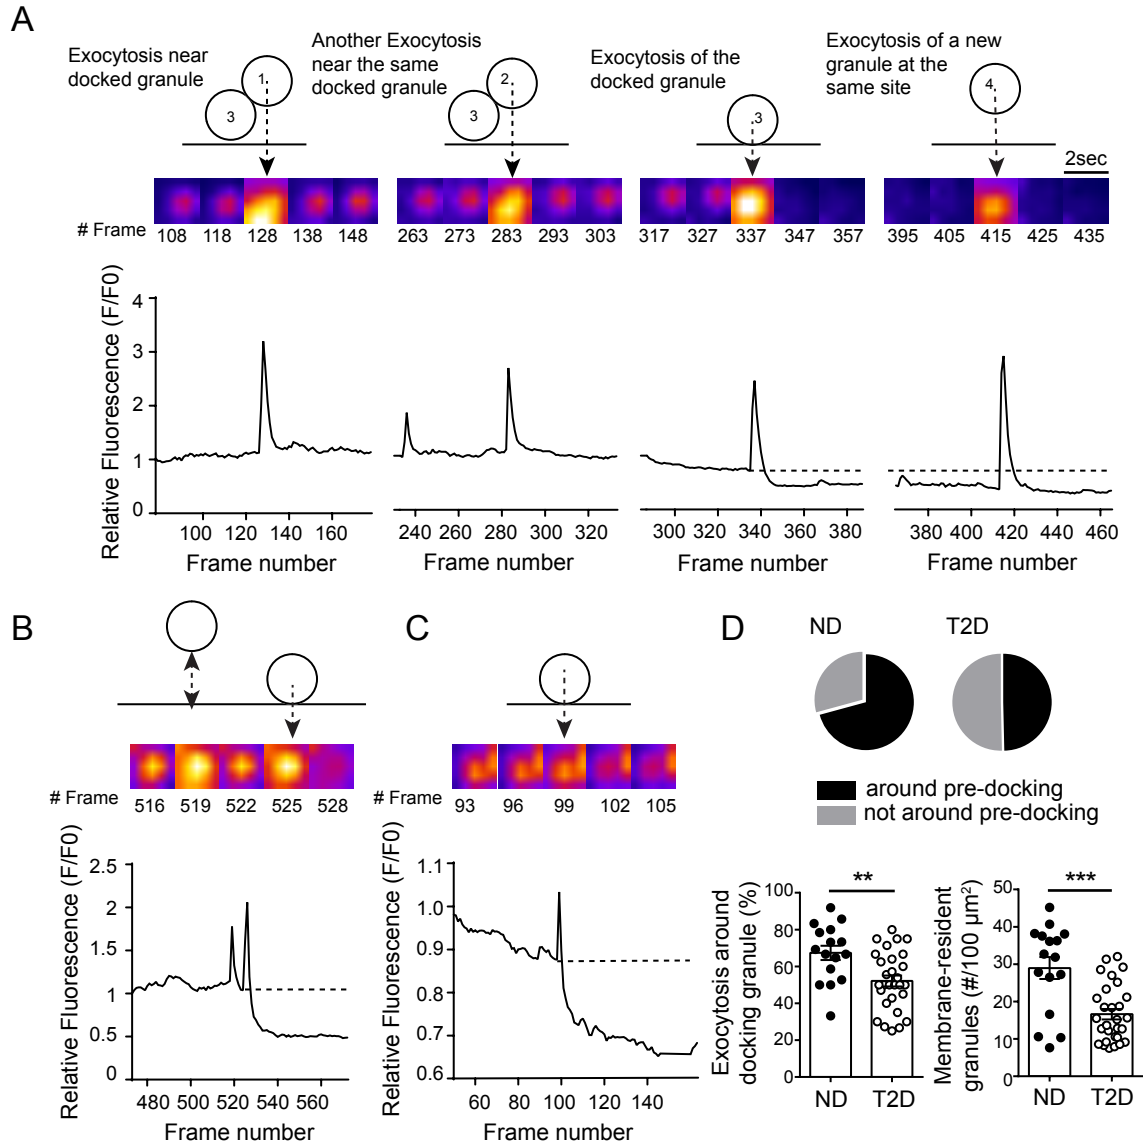 A
Exocytosis near
docked granule
Another Exocytosis
near the same
docked granule
Exocytosis of the
docked granule
Exocytosis of a new
granule at the
same site
1
3
2
3
3
4
2sec
# Frame
108 118 128 138 148
263 273 283 293 303
317 327 337 347 357
395 405 415 425 435
Relative Fluorescence (F/F0)
4
3
2
1
0
100 120 140 160
240 260 280 300 320
300 320 340 360 380
380 400 420 440 460
Frame number
Frame number
Frame number
Frame number
B
# Frame
516 519 522 525 528
Relative Fluorescence (F/F0)
2.5
2
1.5
1
0.5
0
480 500 520 540 560
Frame number
C
# Frame
93 96 99 102 105
Relative Fluorescence (F/F0)
1.1
1.0
0.9
0.8
0.7
0.6
60 80 100 120 140
Frame number
D
ND
T2D
around pre-docking
not around pre-docking
Exocytosis around
docking granule (%)
100
80
60
40
20
0
**
ND T2D
Membrane-resident
granules (#/100 µm²)
50
40
30
20
10
0
***
ND T2D